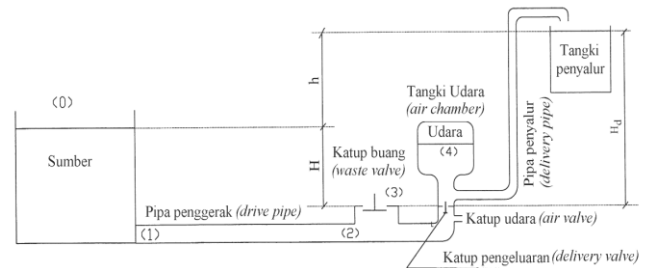 (0)
Sumber
h
H
Pipa penggerak (drive pipe)
(1)
(2)
Katup buang
(waste valve)
(3)
Tangki Udara
(air chamber)
Udara
(4)
Pipa penyalur
(delivery pipe)
Tangki
penyalur
Hd
Katup udara (air valve)
Katup pengeluaran (delivery valve)